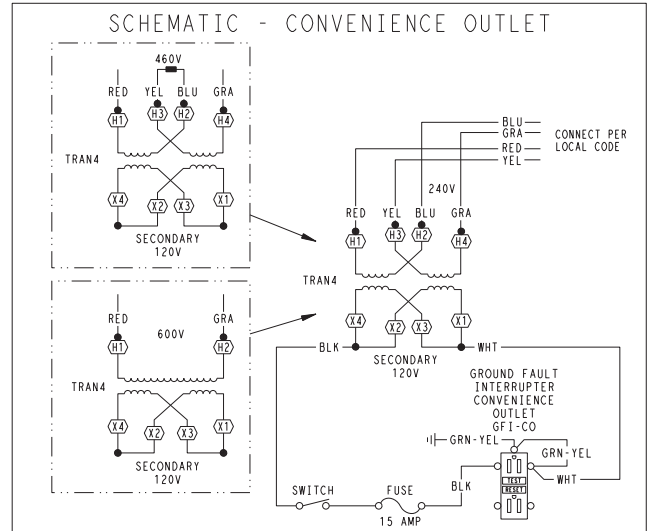 SCHEMATIC - CONVENIENCE OUTLET
460V
RED YEL BLU GRA
H1 H3 H2 H4
TRAN4
X4 X2 X3 X1
SECONDARY
120V
RED GRA
600V
H1 H2
TRAN4
X4 X2 X3 X1
SECONDARY
120V
BLU
GRA
RED
YEL
CONNECT PER
LOCAL CODE
240V
RED YEL BLU GRA
H1 H3 H2 H4
TRAN4
X4 X2 X3 X1
BLK
WHT
SECONDARY
120V
GROUND FAULT
INTERRUPTER
CONVENIENCE
OUTLET
GFI-CO
GRN-YEL
GRN-YEL
TEST
RESET
WHT
BLK
SWITCH
FUSE
15 AMP